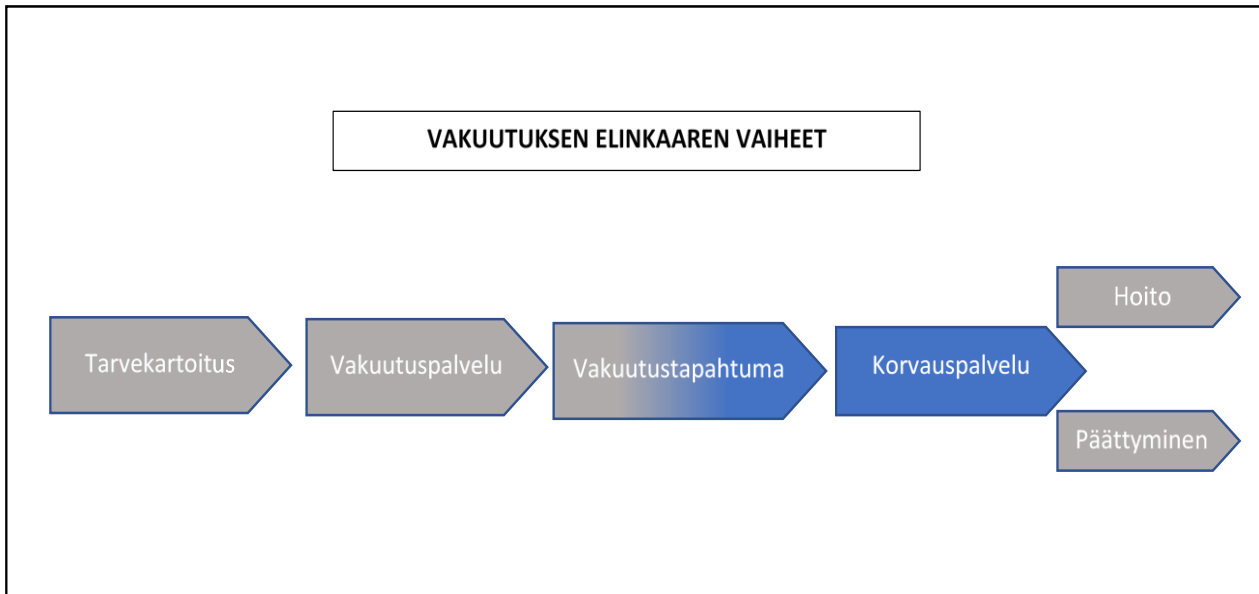 VAKUUTUKSEN ELINKAAREN VAIHEET
Tarvekartoitus
Vakuutuspalvelu
Vakuutustapahtuma
Korvauspalvelu
Hoito
Päättyminen